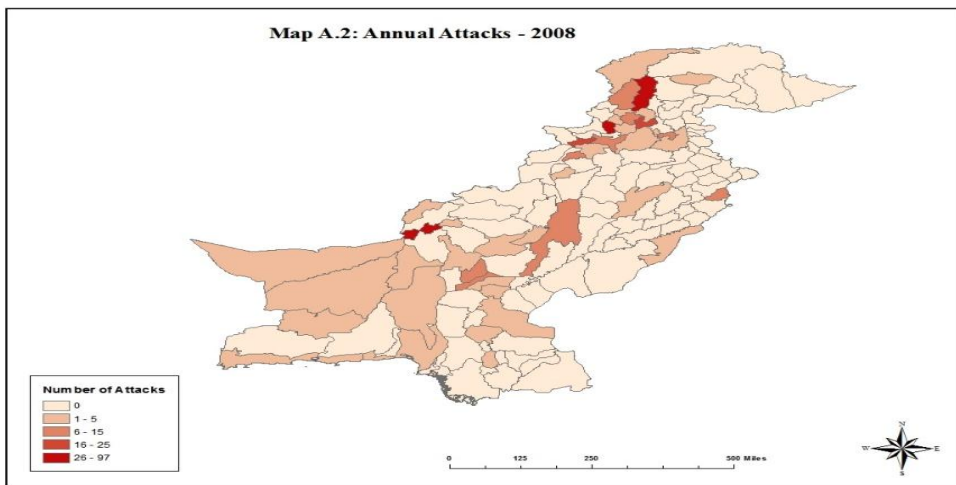 Map A.2: Annual Attacks - 2008
Number of Attacks
0
1 - 5
6 - 15
16 - 25
26 - 97
0 125 250 500 Miles
N
W E
S